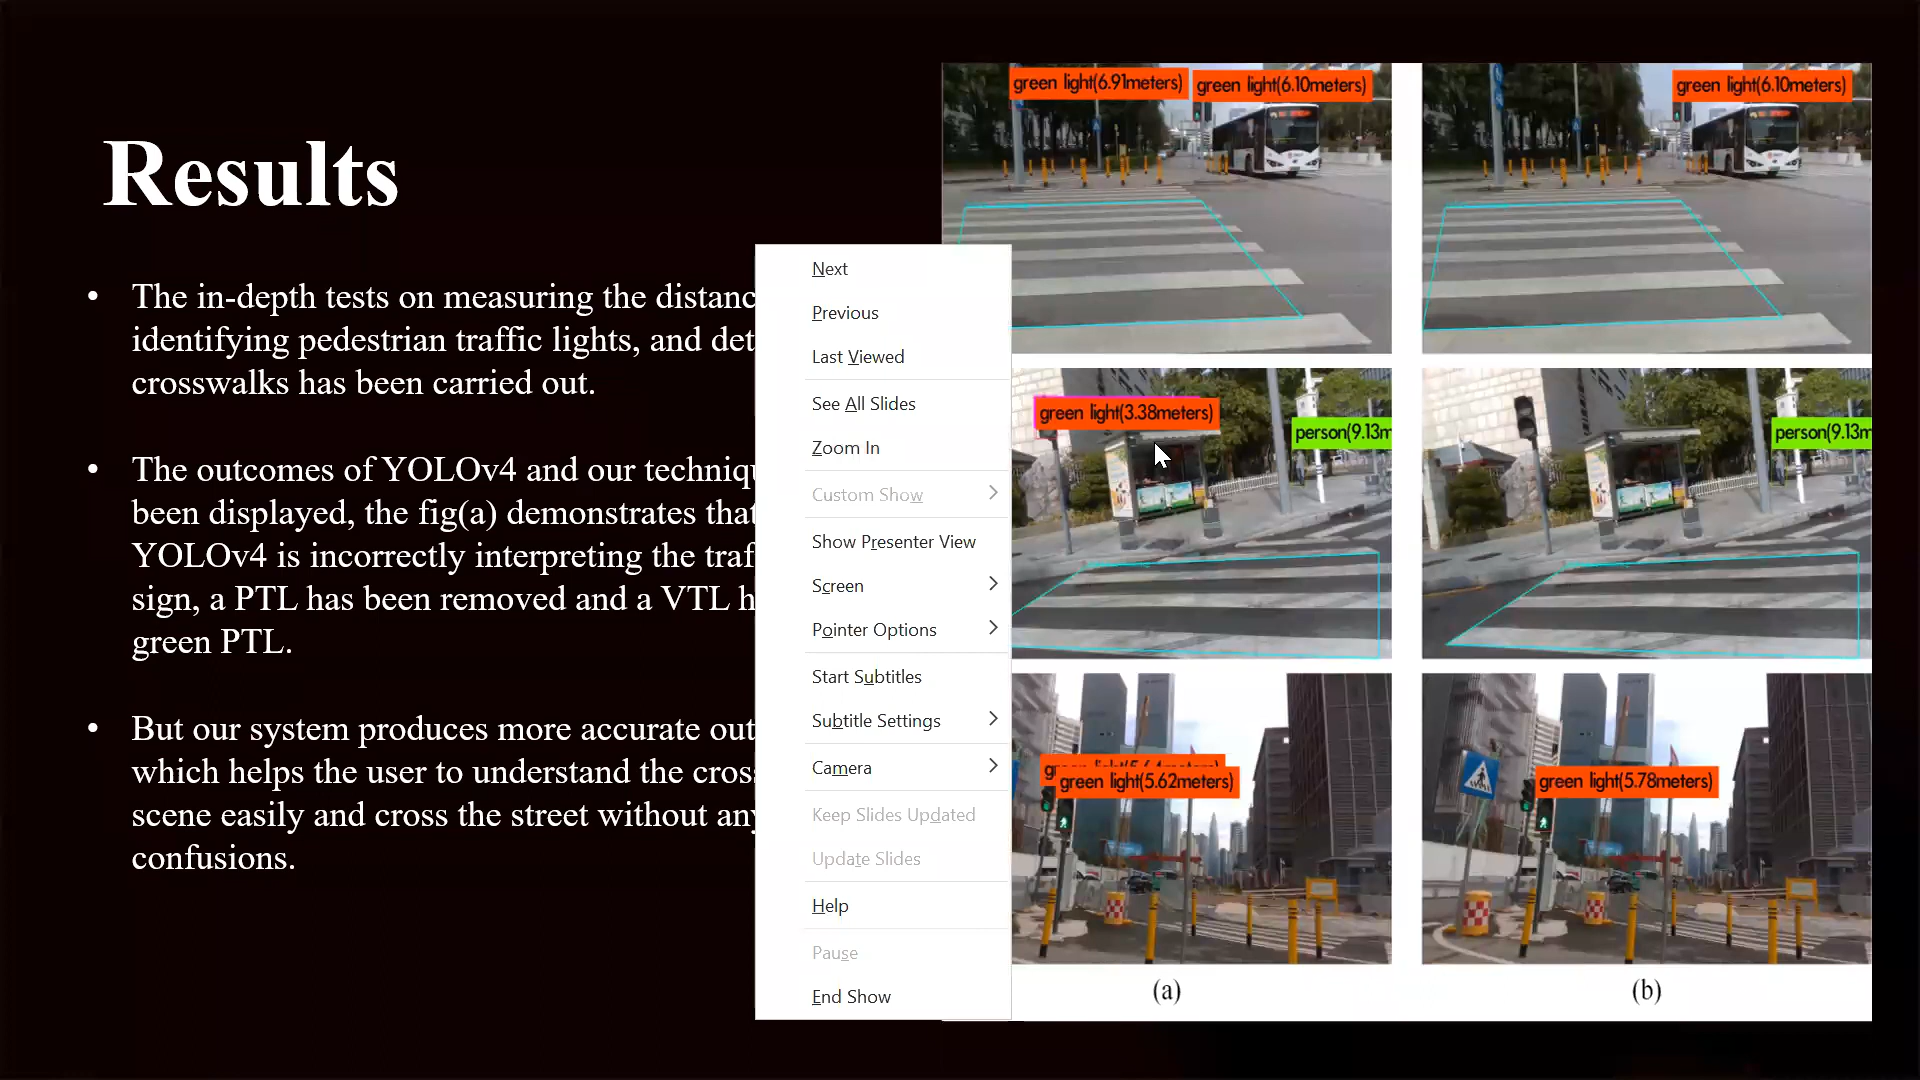 Results
• The in-depth tests on measuring the distanc
identifying pedestrian traffic lights, and det
crosswalks has been carried out.
• The outcomes of YOLOv4 and our techniqu
been displayed, the fig(a) demonstrates that
YOLOv4 is incorrectly interpreting the traf
sign, a PTL has been removed and a VTL h
green PTL.
• But our system produces more accurate out
which helps the user to understand the cros
scene easily and cross the street without any
confusions.
Next
Previous
Last Viewed
See All Slides
Zoom In
Custom Show
Show Presenter View
Screen
Pointer Options
Start Subtitles
Subtitle Settings
Camera
Keep Slides Updated
Update Slides
Help
Pause
End Show
green light(6.91meters)
green light(6.10meters)
green light(6.10meters)
green light(3.38meters)
person(9.13m
person(9.13m
green light(5.62meters)
green light(5.78meters)
(a)
(b)